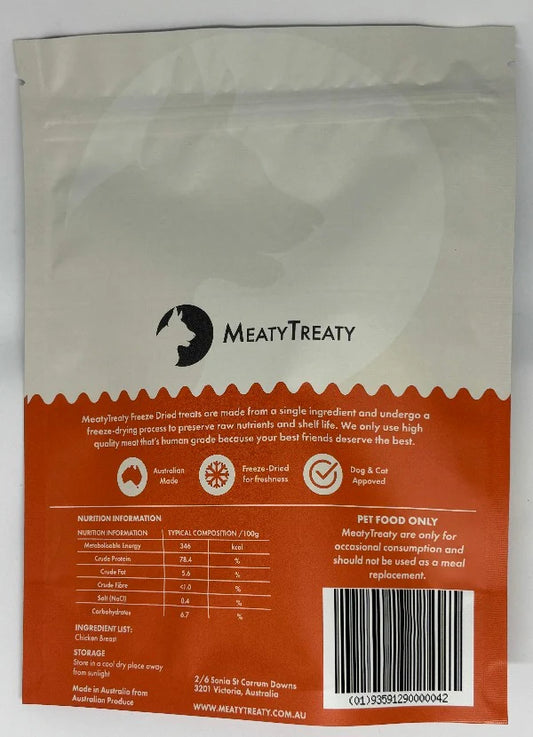 MEATYTREATY
MeatyTreaty Freeze Dried treats are made from a single ingredient and undergo a
freeze-drying process to preserve raw nutrients and shelf life. We only use high
quality meat that's human grade because your best friends deserve the best.
Australian
Made
Freeze-Dried
for freshness
Dog & Cat
Appoved
NURITION INFORMATION
NURITION INFORMATION TYPICAL COMPOSITION /100g
Metabolisable Energy 346 kcal
Crude Protein 78.4 %
Crude Fat 5.6 %
Crude Fibre <1.0 %
Salt (NaCl) 0.4 %
Carbohydrates 6.7 %
INGREDIENT LIST:
Chicken Breast
STORAGE
Store in a cool dry place away
from sunlight
Made in Australia from
Australian Produce
2/6 Sonia St Carrum Downs
3201 Victoria, Australia
WWW.MEATYTREATY.COM.AU
PET FOOD ONLY
MeatyTreaty are only for
occasional consumption and
should not be used as a meal
replacement.
(01)93591290000042